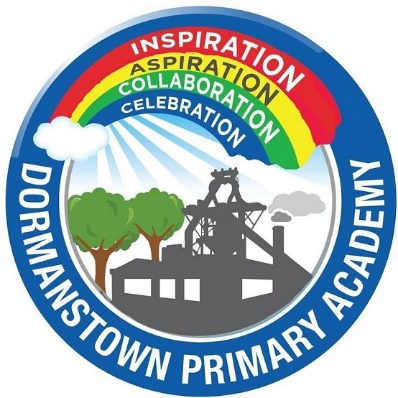 INSPIRATION
ASPIRATION
COLLABORATION
CELEBRATION
DORMANSTOWN PRIMARY ACADEMY